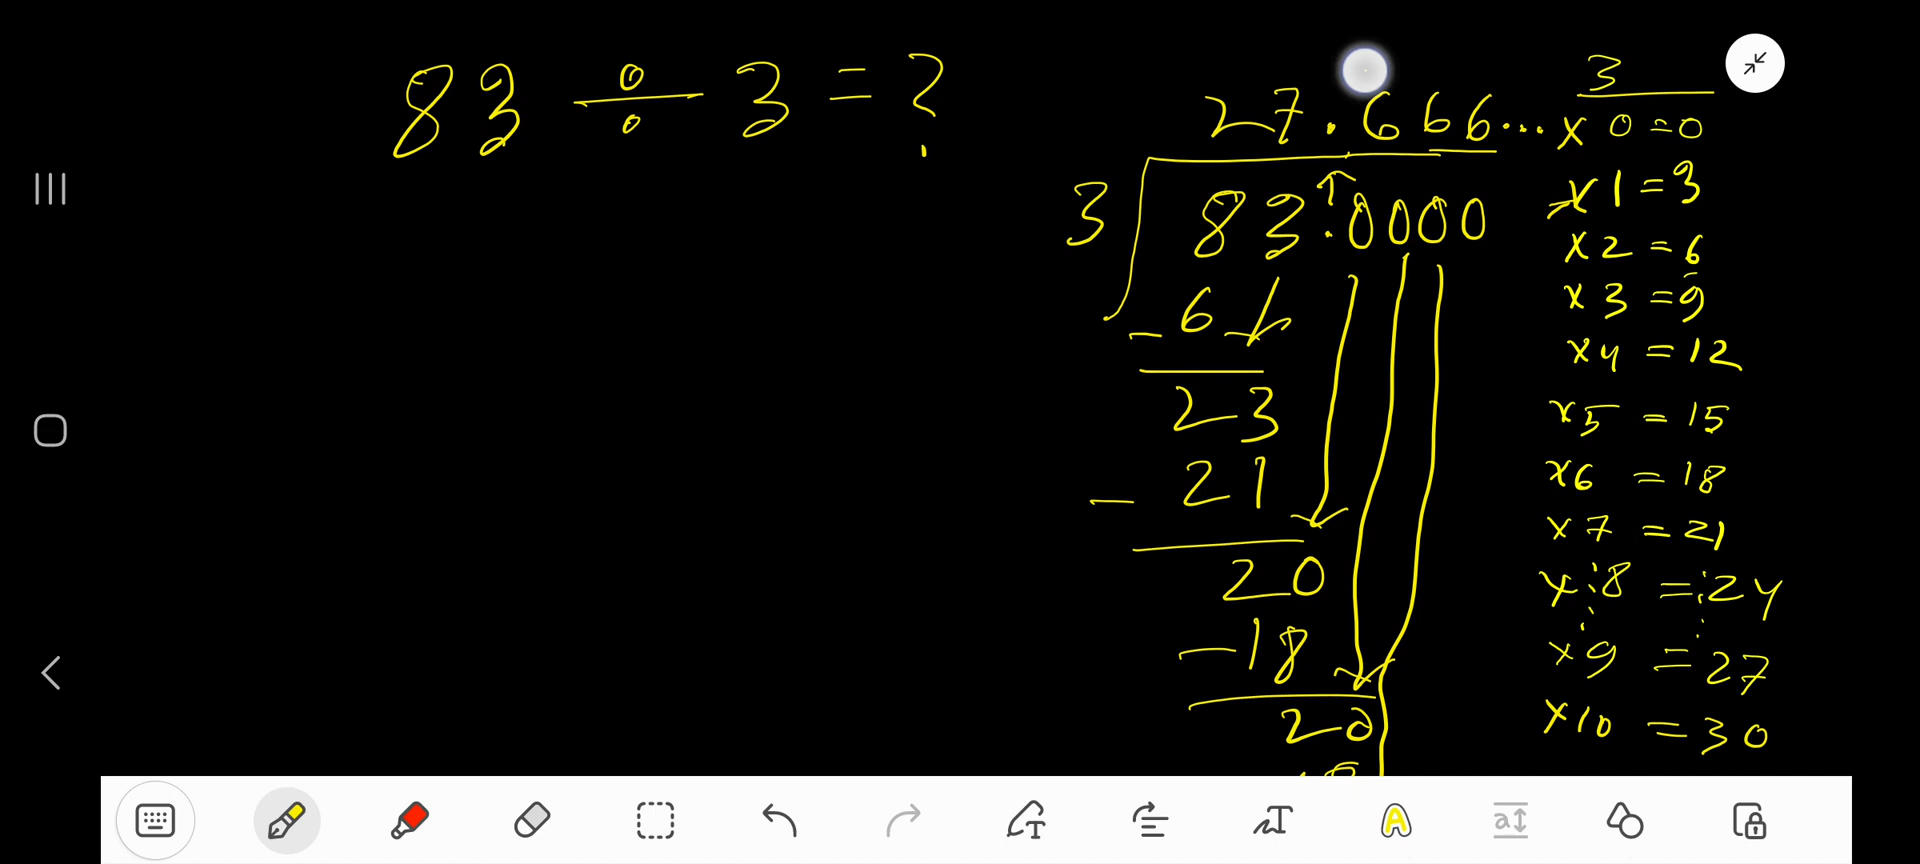 83 ÷ 3 = ?
27.666...
3 83.0000
- 6
23
- 21
20
- 18
20
18
3
x 0 = 0
x 1 = 3
x 2 = 6
x 3 = 9
x 4 = 12
x 5 = 15
x 6 = 18
x 7 = 21
x 8 = 24
x 9 = 27
x 10 = 30